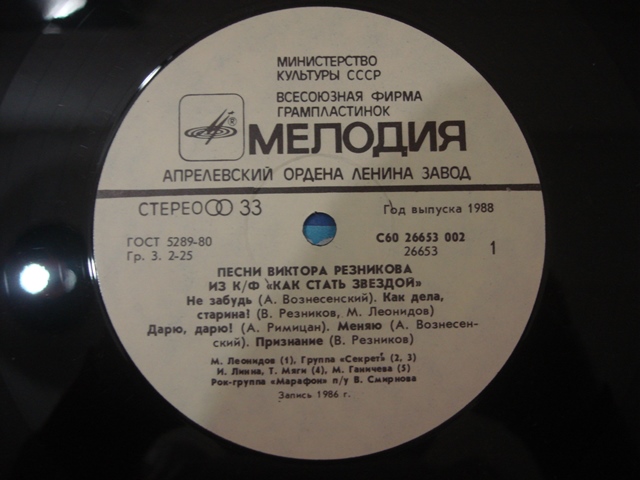 МИНИСТЕРСТВО
КУЛЬТУРЫ СССР
ВСЕСОЮЗНАЯ ФИРМА
ГРАМПЛАСТИНОК
® МЕЛОДИЯ
АПРЕЛЕВСКИЙ ОРДЕНА ЛЕНИНА ЗАВОД
СТЕРЕО 33
Год выпуска 1988
ГОСТ 5289-80
С60 26653 002
Гр. 3. 2-25
26653
1
ПЕСНИ ВИКТОРА РЕЗНИКОВА
ИЗ К/Ф «КАК СТАТЬ ЗВЕЗДОЙ»
Не забудь (А. Вознесенский). Как дела,
старина! (В. Резников, М. Леонидов)
Дарю, дарю! (А. Римицан). Меняю (А. Вознесен-
ский). Признание (В. Резников)
М. Леонидов (1), Группа «Секрет» (2, 3)
И. Линна, Т. Мяги (4), М. Ганичева (5)
Рок-группа «Марафон» п/у В. Смирнова
Запись 1986 г.